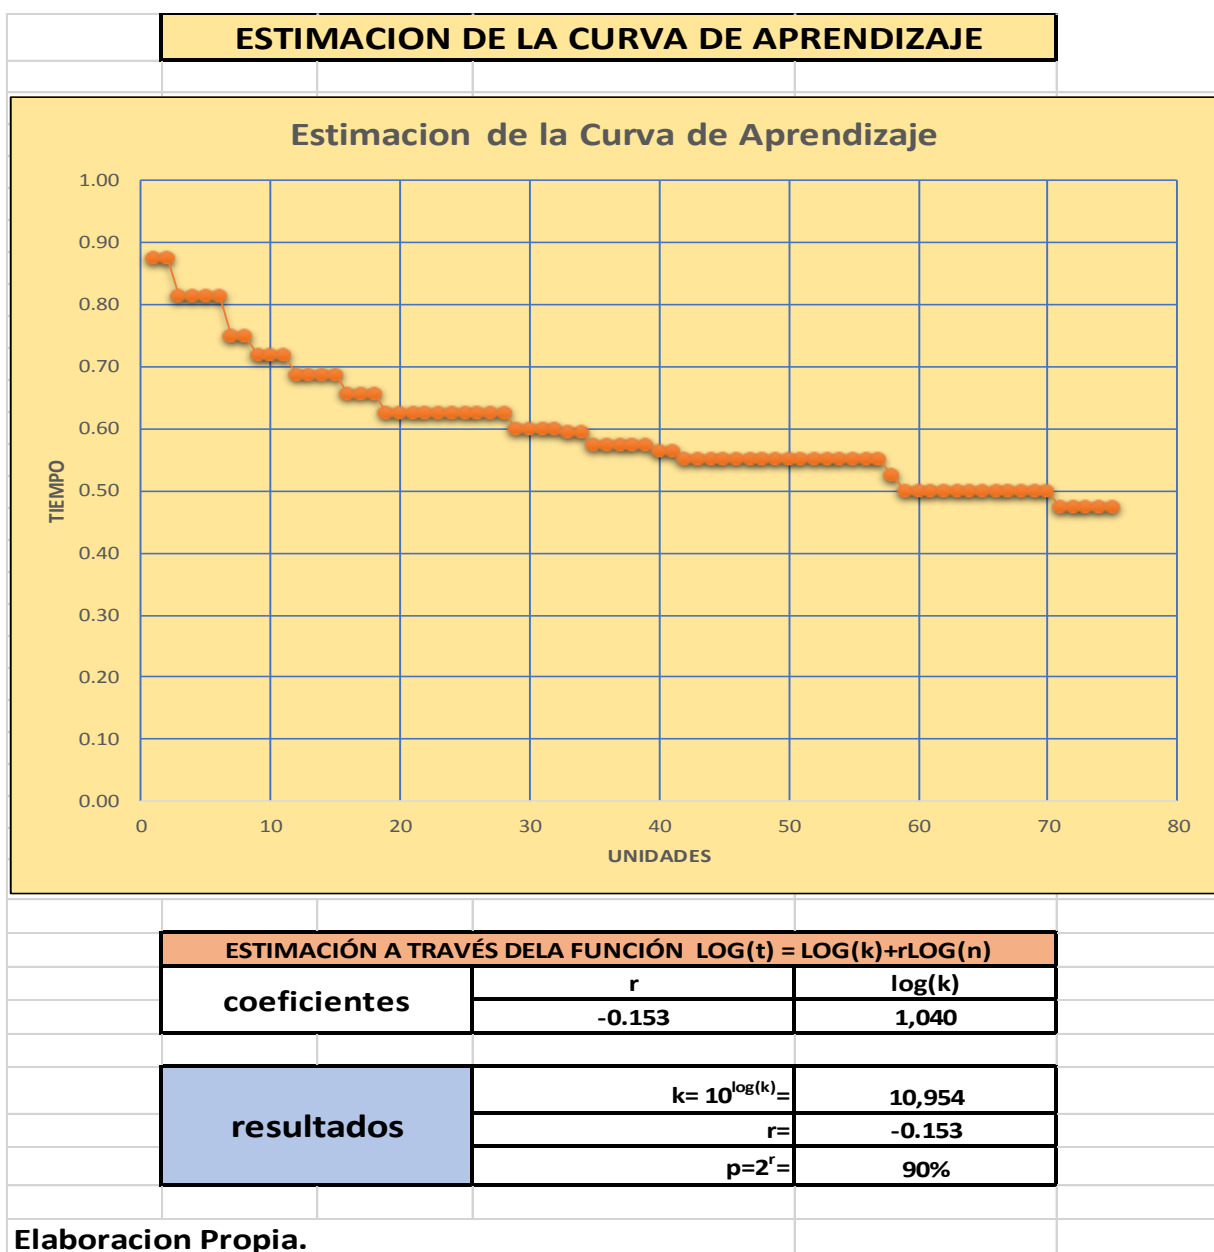 ESTIMACION DE LA CURVA DE APRENDIZAJE
Estimacion de la Curva de Aprendizaje
1.00
0.90
0.80
0.70
0.60
0.50
0.40
0.30
0.20
0.10
0.00
TIEMPO
0 10 20 30 40 50 60 70 80
UNIDADES
ESTIMACIÓN A TRAVÉS DELA FUNCIÓN LOG(t) = LOG(k)+rLOG(n)
coeficientes
r log(k)
-0.153 1,040
resultados
k= 10^log(k)= 10,954
r= -0.153
p=2^r= 90%
Elaboracion Propia.